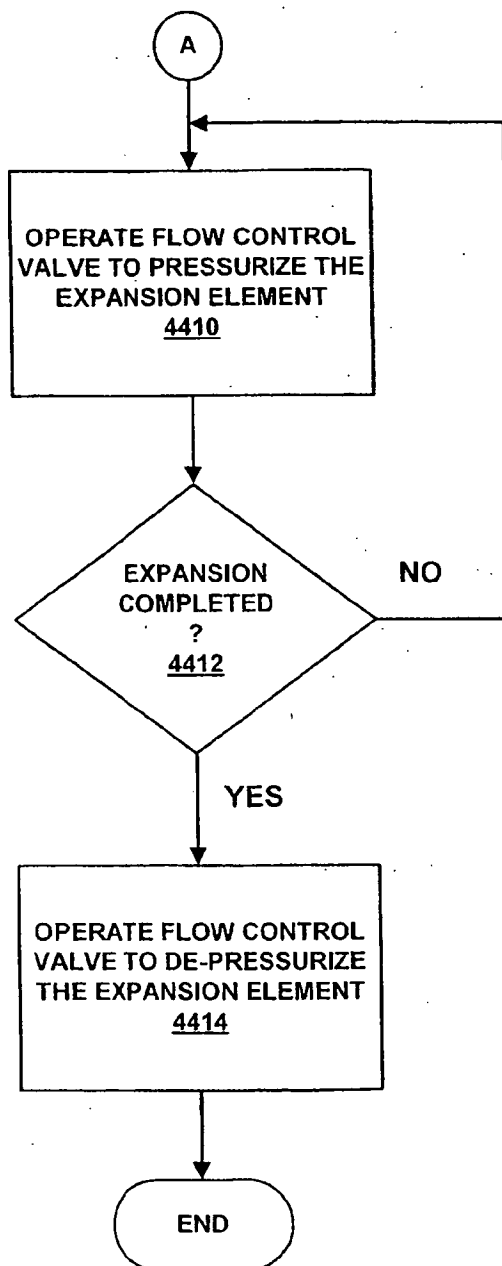 A
OPERATE FLOW CONTROL
VALVE TO PRESSURIZE THE
EXPANSION ELEMENT
4410
EXPANSION
COMPLETED
?
4412
NO
YES
OPERATE FLOW CONTROL
VALVE TO DE-PRESSURIZE
THE EXPANSION ELEMENT
4414
END